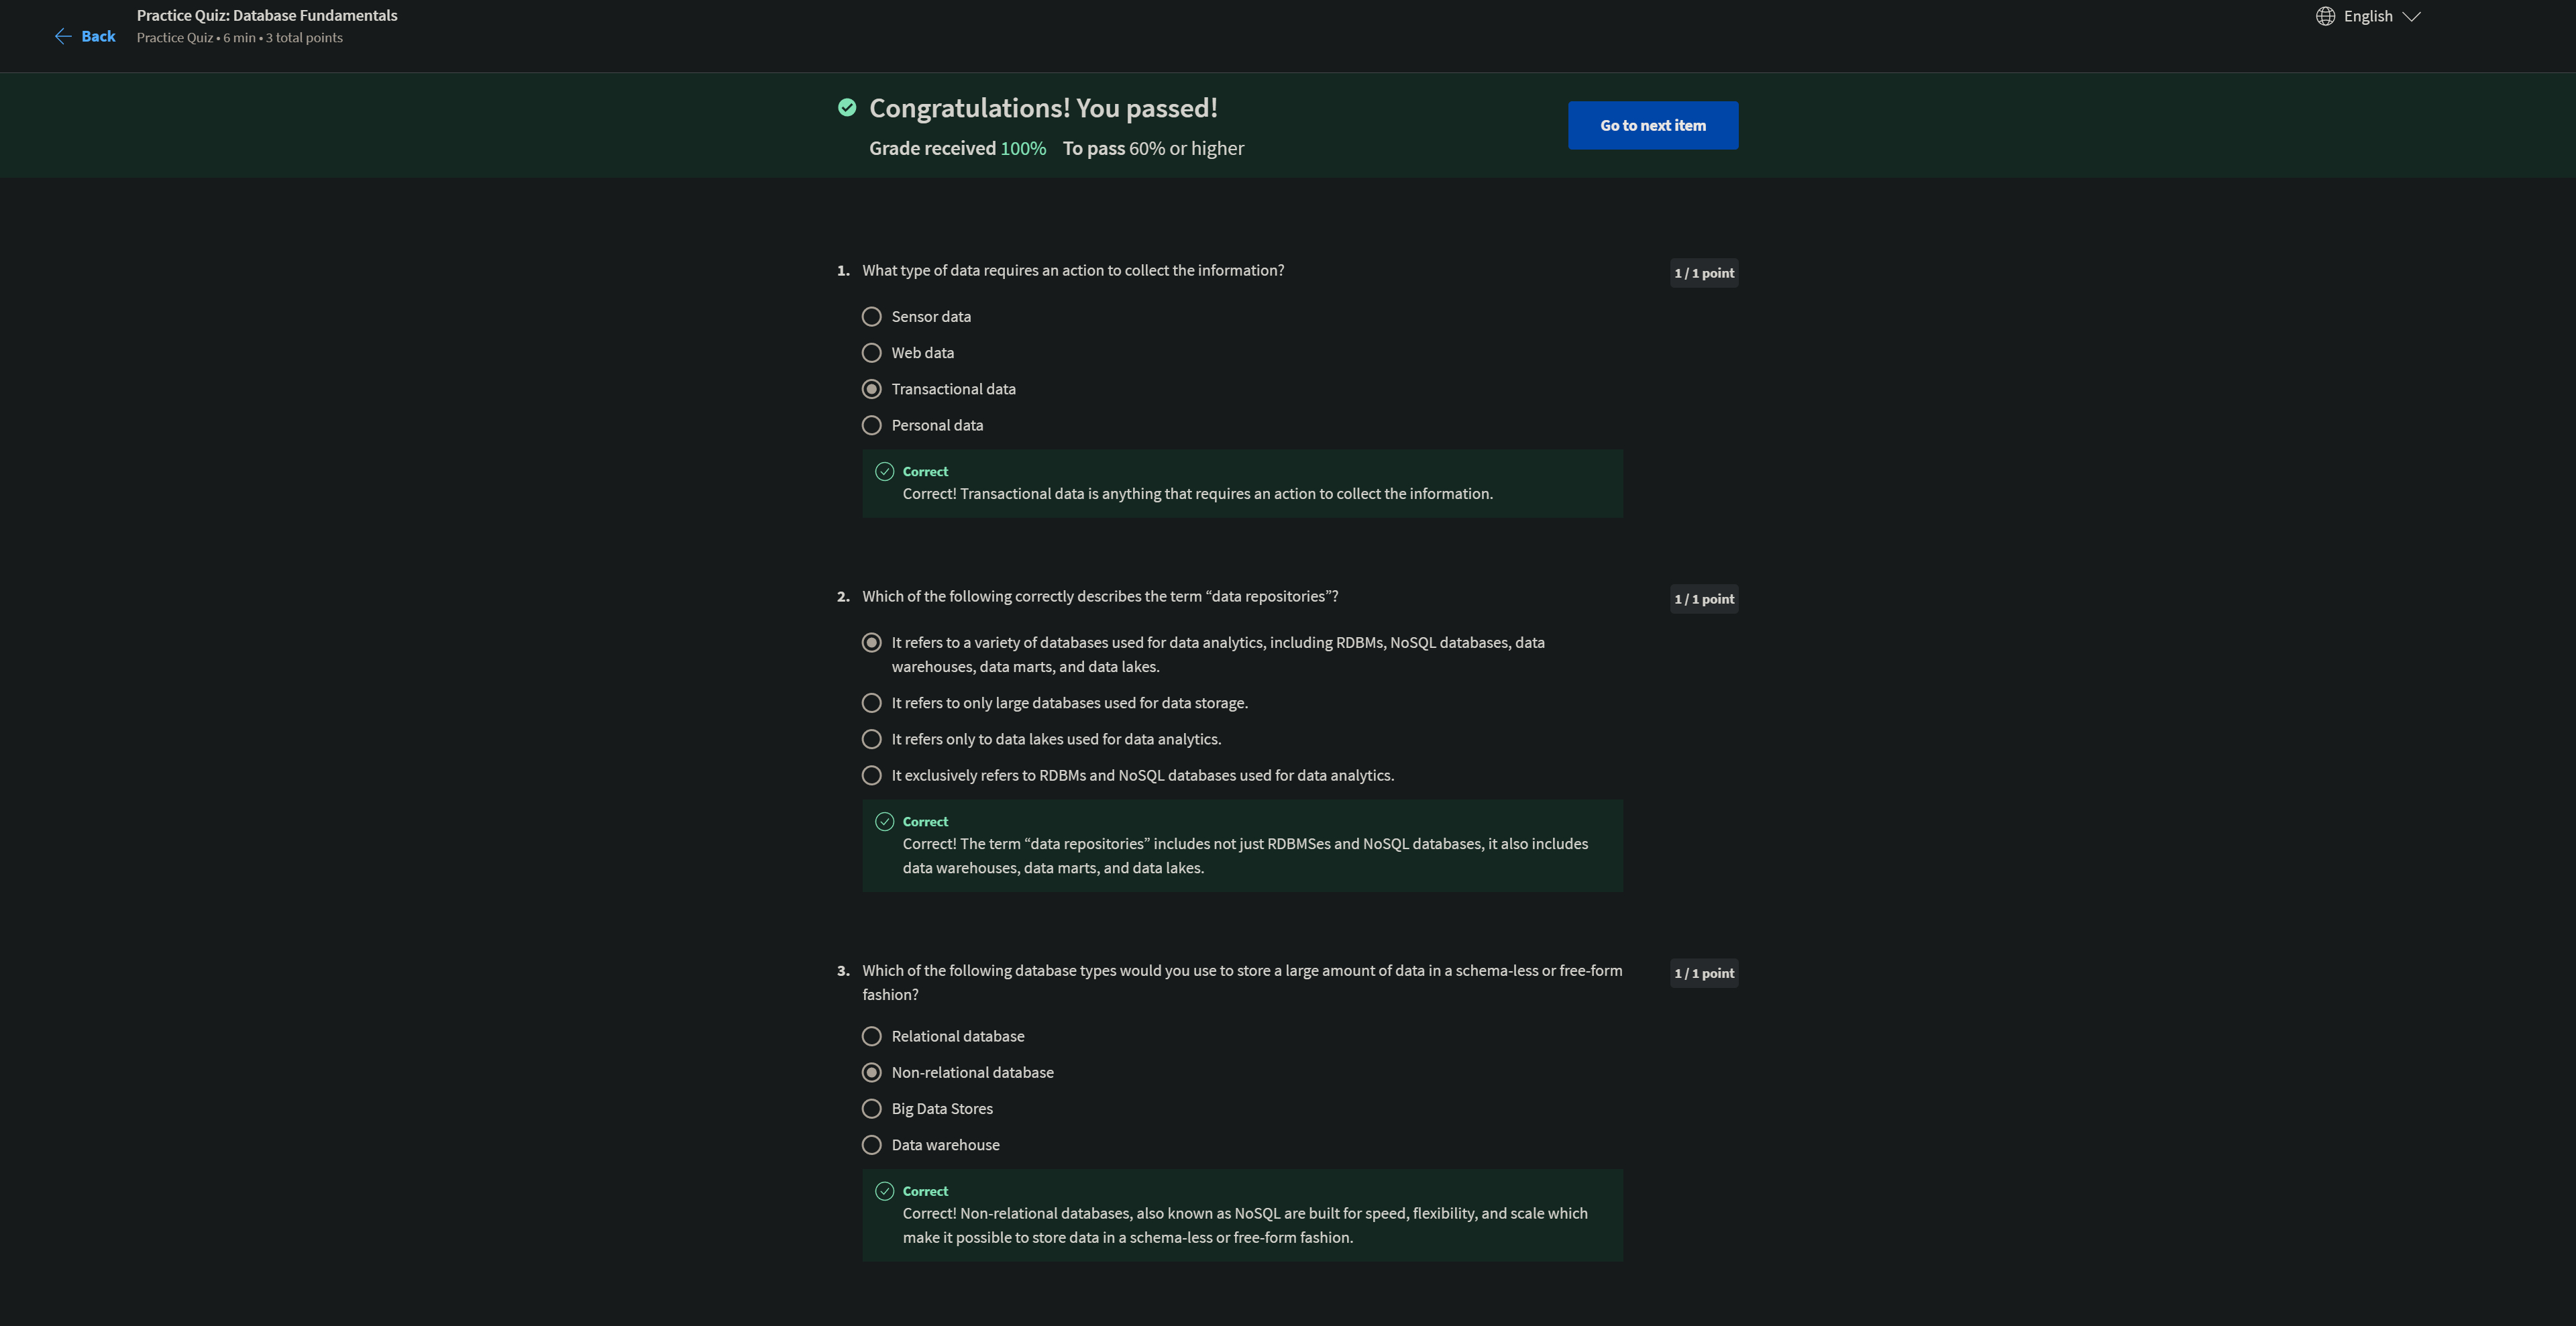 Back
Practice Quiz: Database Fundamentals
Practice Quiz • 6 min • 3 total points
English
Congratulations! You passed!
Grade received 100% To pass 60% or higher
Go to next item
1. What type of data requires an action to collect the information?
1 / 1 point
Sensor data
Web data
Transactional data
Personal data
Correct
Correct! Transactional data is anything that requires an action to collect the information.
2. Which of the following correctly describes the term “data repositories”?
1 / 1 point
It refers to a variety of databases used for data analytics, including RDBMs, NoSQL databases, data
warehouses, data marts, and data lakes.
It refers to only large databases used for data storage.
It refers only to data lakes used for data analytics.
It exclusively refers to RDBMs and NoSQL databases used for data analytics.
Correct
Correct! The term “data repositories” includes not just RDBMSes and NoSQL databases, it also includes
data warehouses, data marts, and data lakes.
3. Which of the following database types would you use to store a large amount of data in a schema-less or free-form
fashion?
1 / 1 point
Relational database
Non-relational database
Big Data Stores
Data warehouse
Correct
Correct! Non-relational databases, also known as NoSQL are built for speed, flexibility, and scale which
make it possible to store data in a schema-less or free-form fashion.